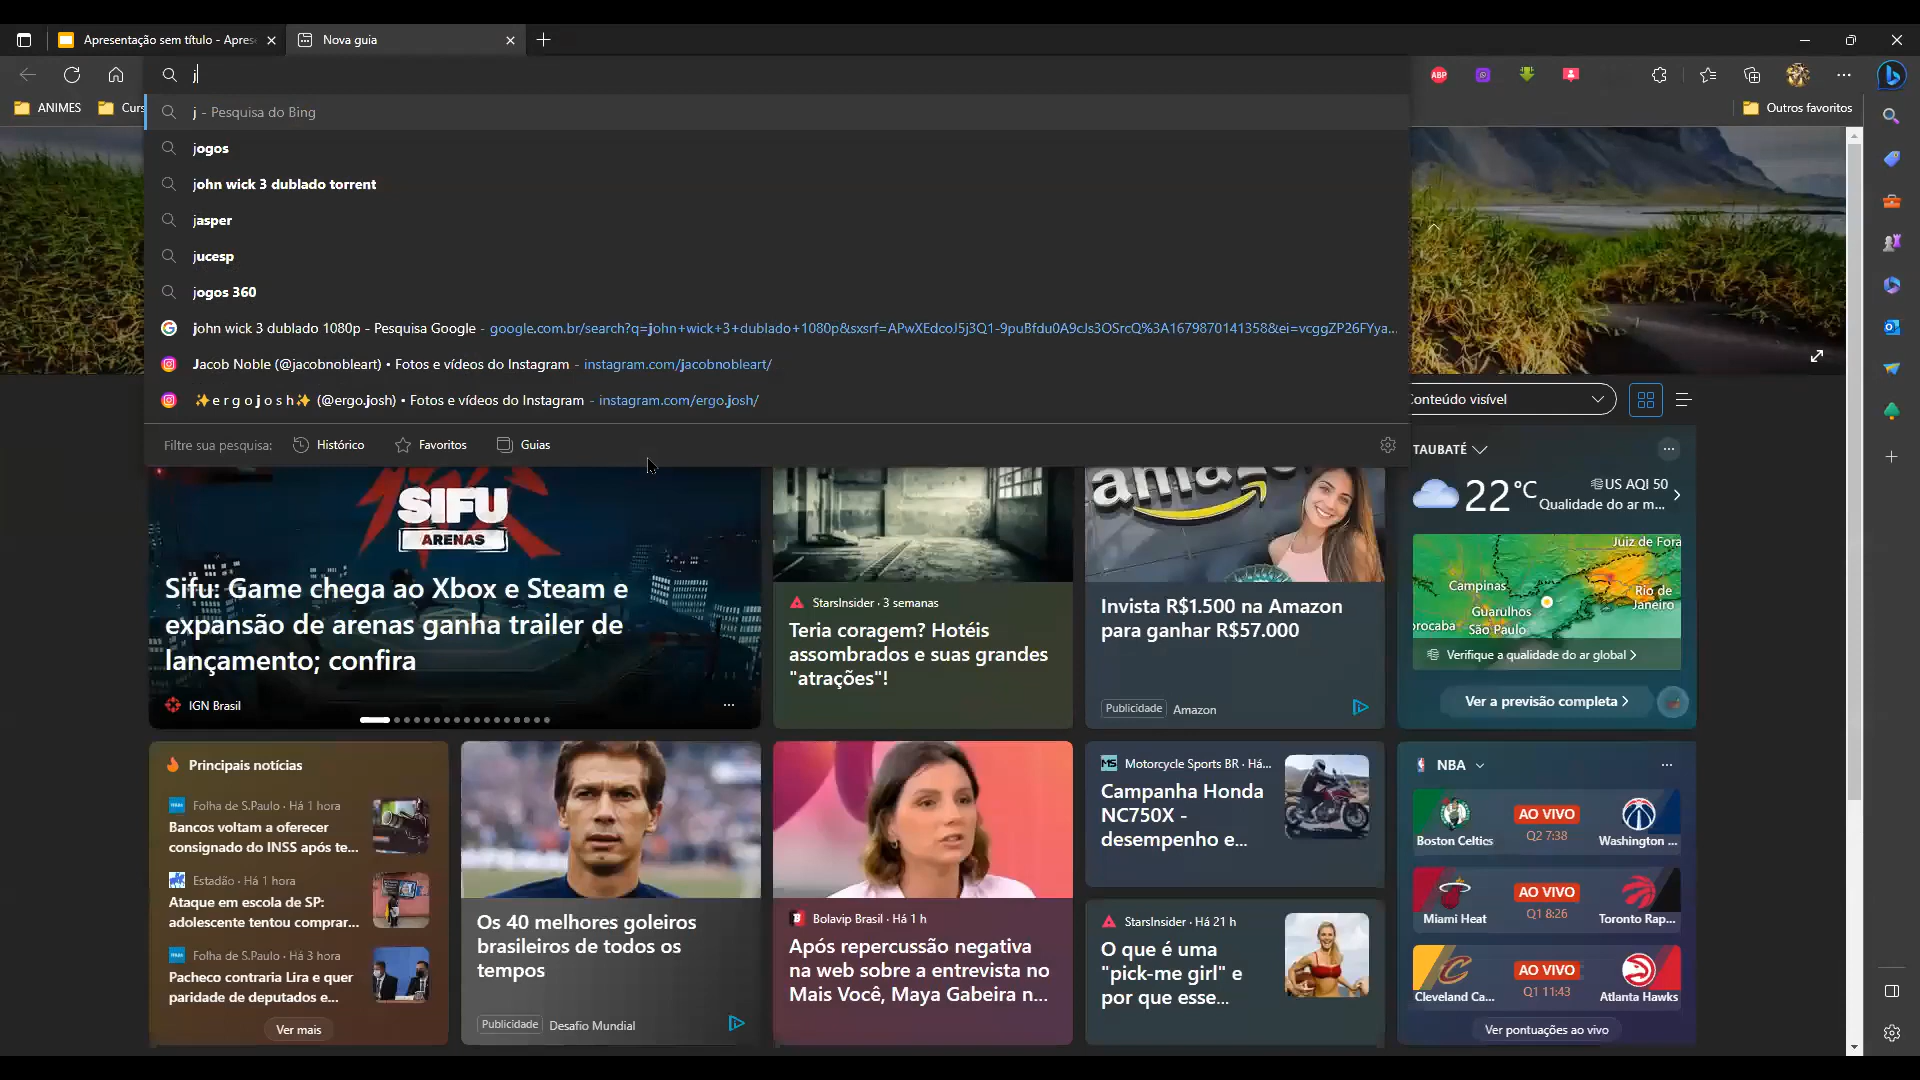 Apresentação sem título - Apres
Nova guia
j
ABP
ANIMES
Curs
Outros favoritos
j - Pesquisa do Bing
jogos
john wick 3 dublado torrent
jasper
jucesp
jogos 360
john wick 3 dublado 1080p - Pesquisa Google - google.com.br/search?q=john+wick+3+dublado+1080p&sxsrf=APwXEdcoJ5j3Q1-9puBfdu0A9cJs3OSrcQ%3A1679870141358&ei=vcggZP26FYya...
Jacob Noble (@jacobnobleart) • Fotos e vídeos do Instagram - instagram.com/jacobnobleart/
✨e r g o j o s h✨ (@ergo.josh) • Fotos e vídeos do Instagram - instagram.com/ergo.josh/
Filtre sua pesquisa: Histórico Favoritos Guias
onteúdo visível
SIFU
ARENAS
Sifu: Game chega ao Xbox e Steam e
expansão de arenas ganha trailer de
lançamento; confira
IGN Brasil
StarsInsider · 3 semanas
Teria coragem? Hotéis
assombrados e suas grandes
"atrações"!
amazo
Invista R$1.500 na Amazon
para ganhar R$57.000
Publicidade Amazon
TAUBATÉ
22°C
US AQI 50
Qualidade do ar m...
Juiz de Fora
Campinas
Rio de
Janeiro
Guarulhos
São Paulo
orocaba
Verifique a qualidade do ar global
Ver a previsão completa
Principais notícias
Folha de S.Paulo · Há 1 hora
Bancos voltam a oferecer
consignado do INSS após te...
Estadão · Há 1 hora
Ataque em escola de SP:
adolescente tentou comprar...
Folha de S.Paulo · Há 3 hora
Pacheco contraria Lira e quer
paridade de deputados e...
Ver mais
Os 40 melhores goleiros
brasileiros de todos os
tempos
Publicidade Desafio Mundial
Bolavip Brasil · Há 1 h
Após repercussão negativa
na web sobre a entrevista no
Mais Você, Maya Gabeira n...
MS Motorcycle Sports BR · Há...
Campanha Honda
NC750X -
desempenho e...
StarsInsider · Há 21 h
O que é uma
"pick-me girl" e
por que esse...
NBA
AO VIVO
Q2 7:38
Boston Celtics
Washington ...
AO VIVO
Q1 8:26
Miami Heat
Toronto Rap...
AO VIVO
Q1 11:43
Cleveland Ca...
Atlanta Hawks
Ver pontuações ao vivo